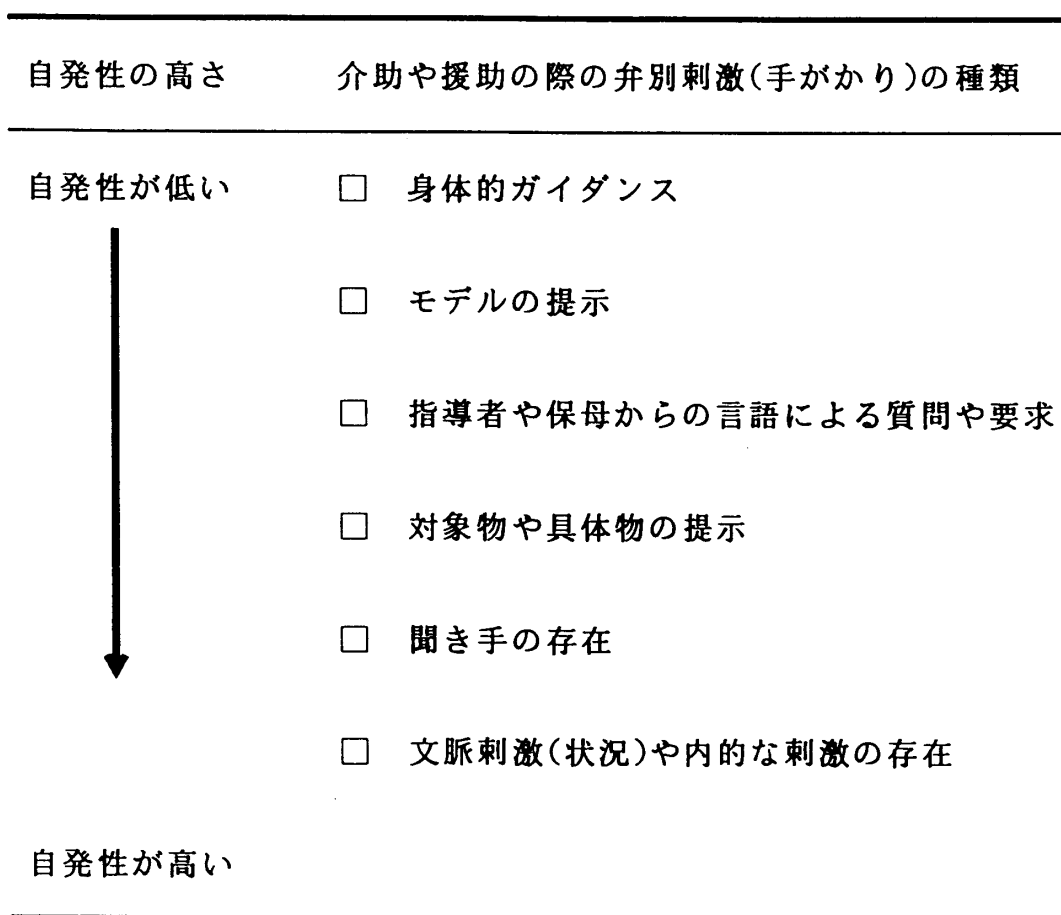 自発性の高さ 介助や援助の際の弁別刺激(手がかり)の種類
自発性が低い □ 身体的ガイダンス
□ モデルの提示
□ 指導者や保母からの言語による質問や要求
□ 対象物や具体物の提示
□ 聞き手の存在
□ 文脈刺激(状況)や内的な刺激の存在
自発性が高い